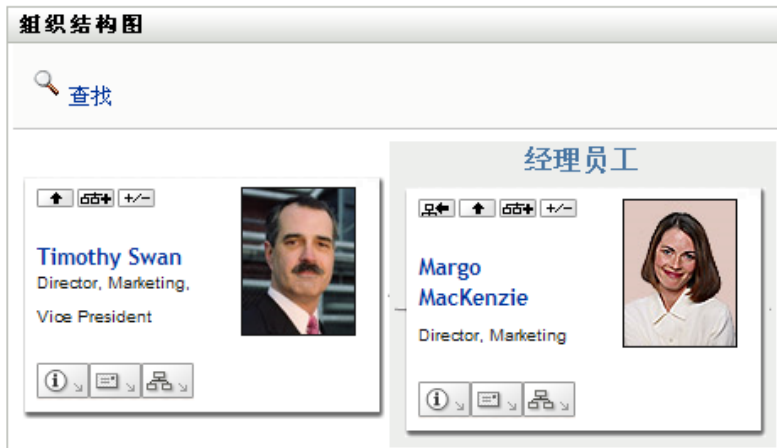 组织结构图
查找
经理员工
+/-
Timothy Swan
Director, Marketing,
Vice President
+/-
Margo
MacKenzie
Director, Marketing